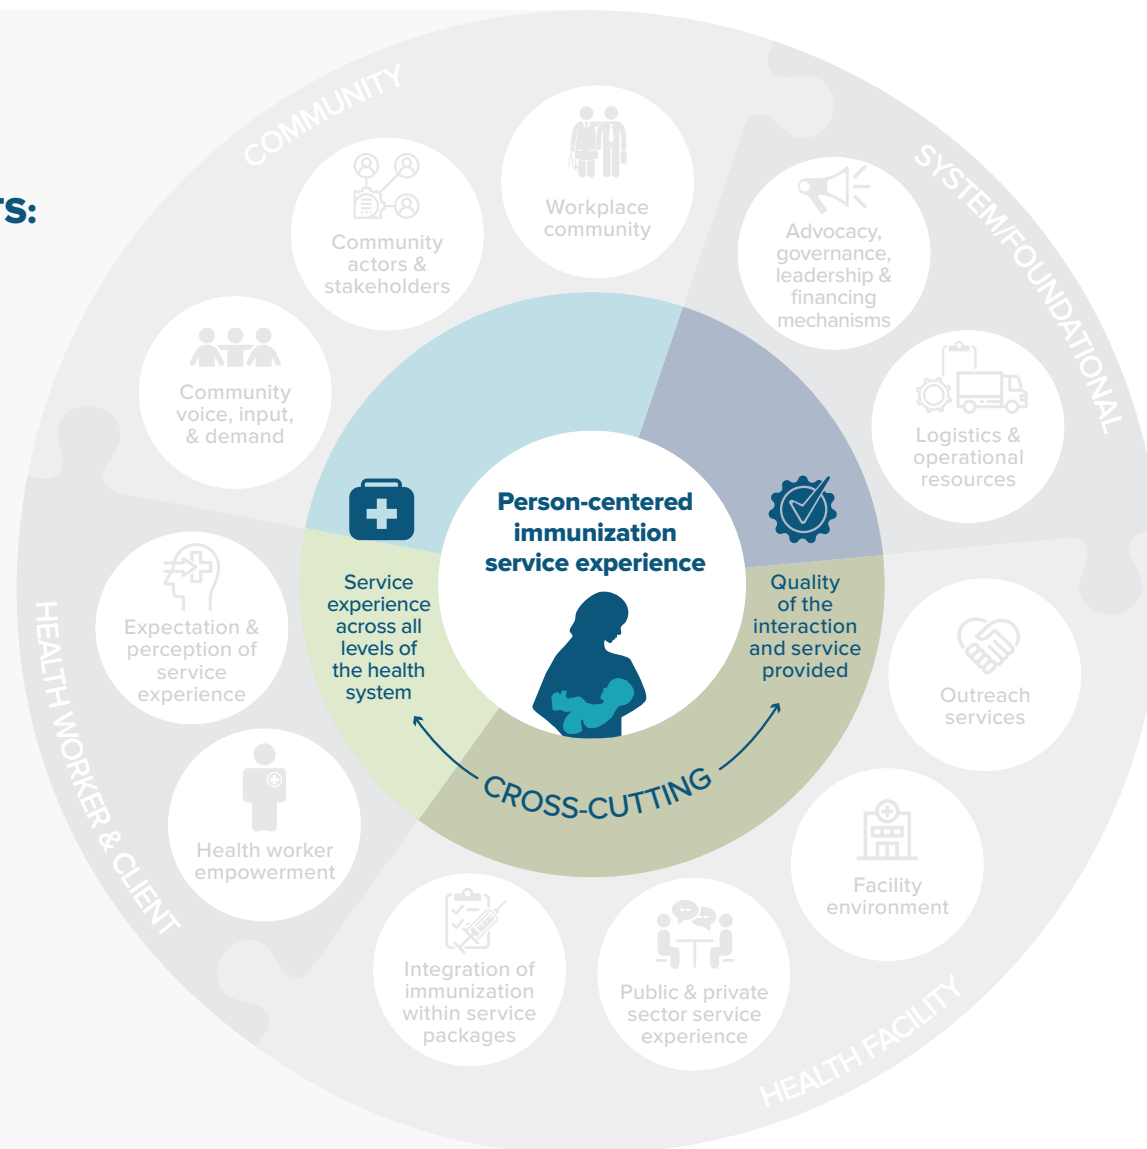 TS:
COMMUNITY
SYSTEM/FOUNDATIONAL
HEALTH WORKER & CLIENT
HEALTH FACILITY
Workplace
community
Community
actors &
stakeholders
Community
voice, input,
& demand
Advocacy,
governance,
leadership &
financing
mechanisms
Logistics &
operational
resources
Person-centered
immunization
service experience
Service
experience
across all
levels of
the health
system
Quality
of the
interaction
and service
provided
CROSS-CUTTING
Expectation &
perception of
service
experience
Health worker
empowerment
Outreach
services
Facility
environment
Integration of
immunization
within service
packages
Public & private
sector service
experience